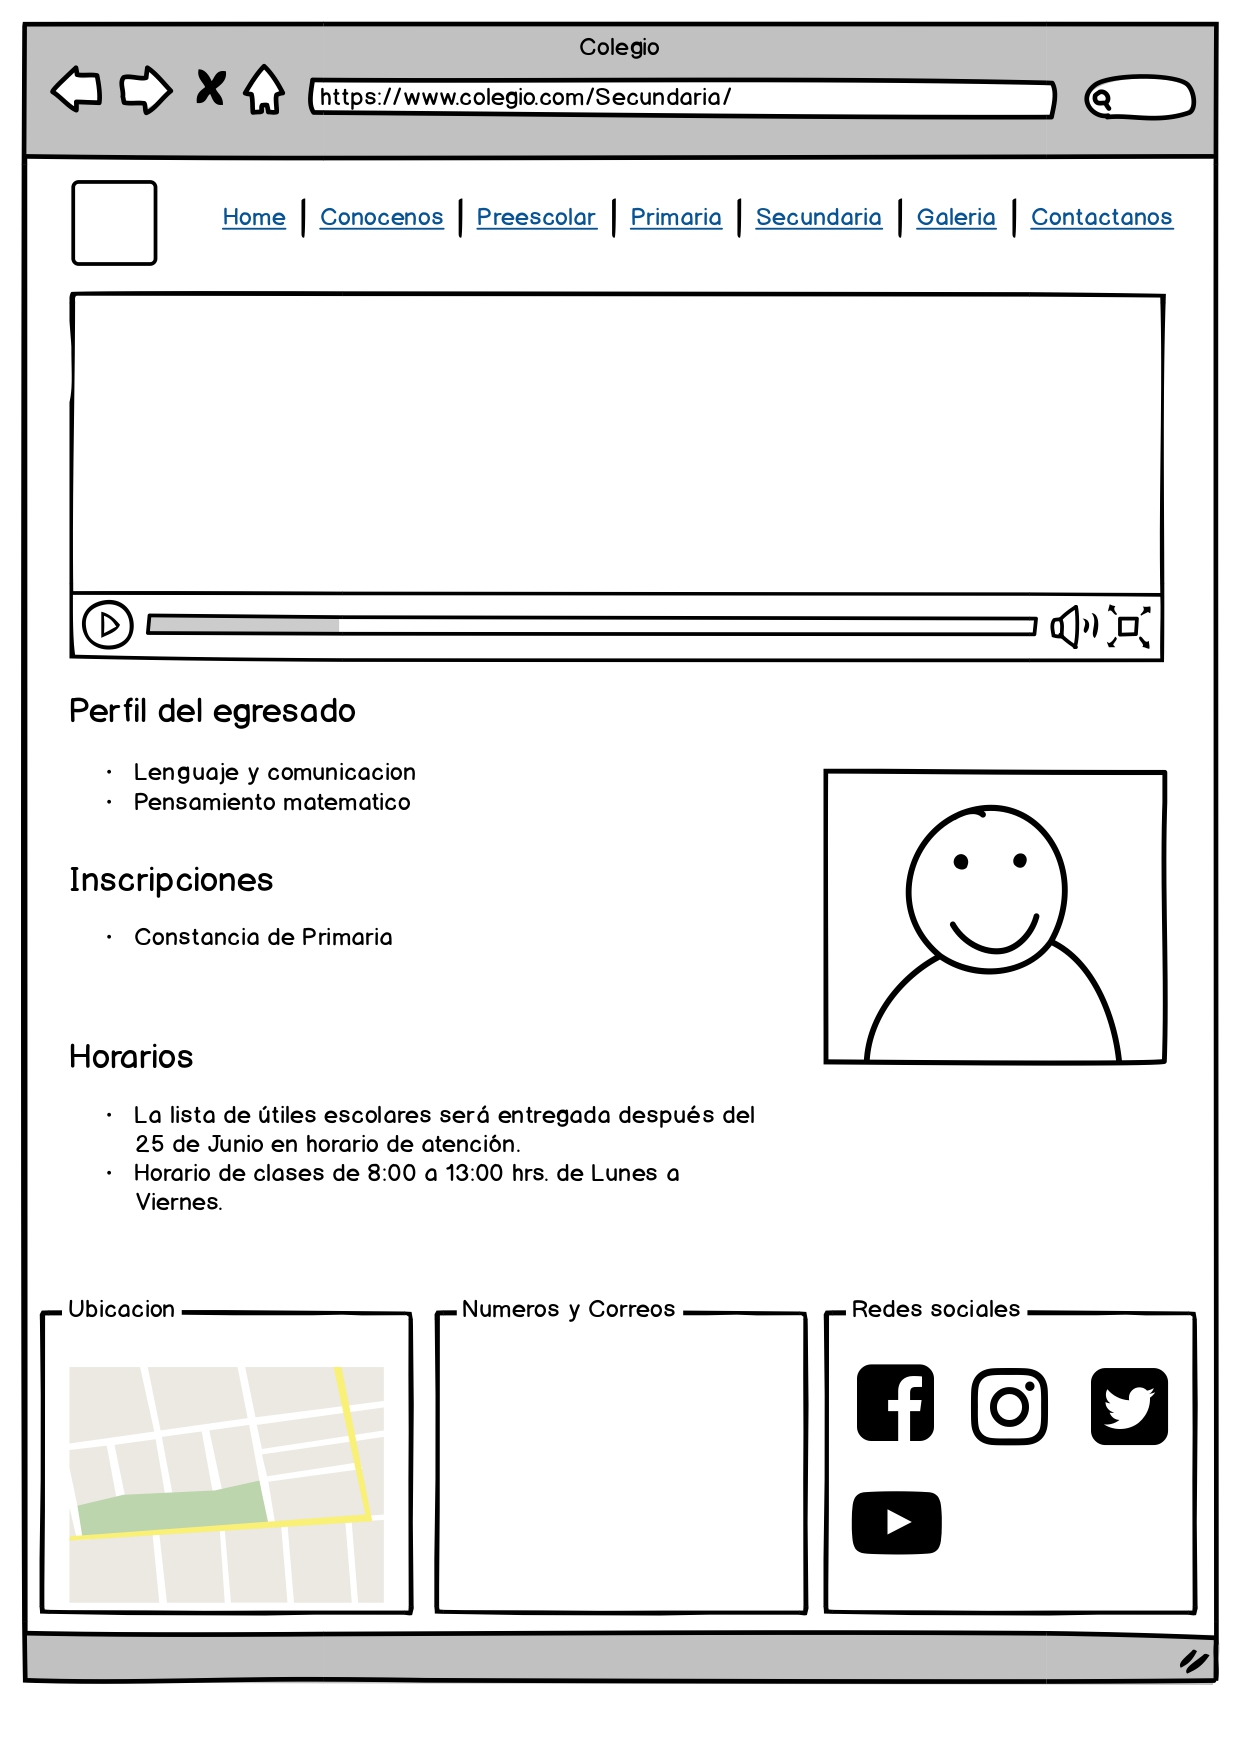 Colegio
https://www.colegio.com/Secundaria/
Home Conocenos Preescolar Primaria Secundaria Galeria Contactanos
Perfil del egresado
· Lenguaje y comunicacion
· Pensamiento matematico
Inscripciones
· Constancia de Primaria
Horarios
· La lista de útiles escolares será entregada después del
25 de Junio en horario de atención.
· Horario de clases de 8:00 a 13:00 hrs. de Lunes a
Viernes.
Ubicacion
Numeros y Correos
Redes sociales